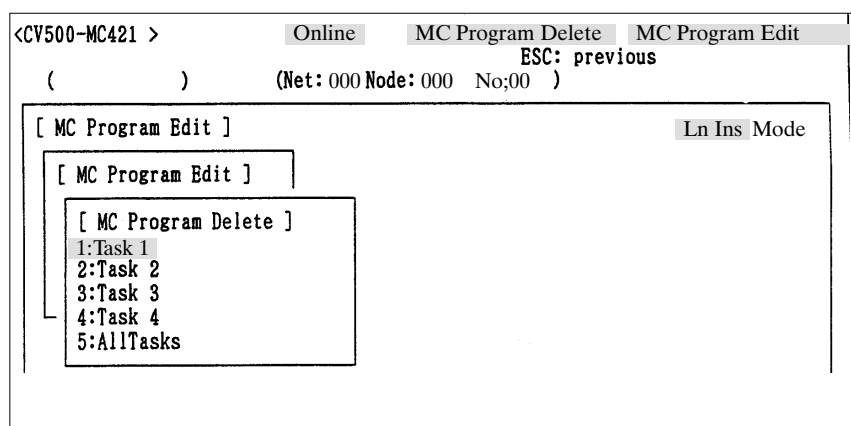 <CV500-MC421 > Online MC Program Delete MC Program Edit
ESC: previous
( ) (Net: 000 Node: 000 No;00 )
[ MC Program Edit ] Ln Ins Mode
[ MC Program Edit ]
[ MC Program Delete ]
1:Task 1
2:Task 2
3:Task 3
4:Task 4
5:AllTasks